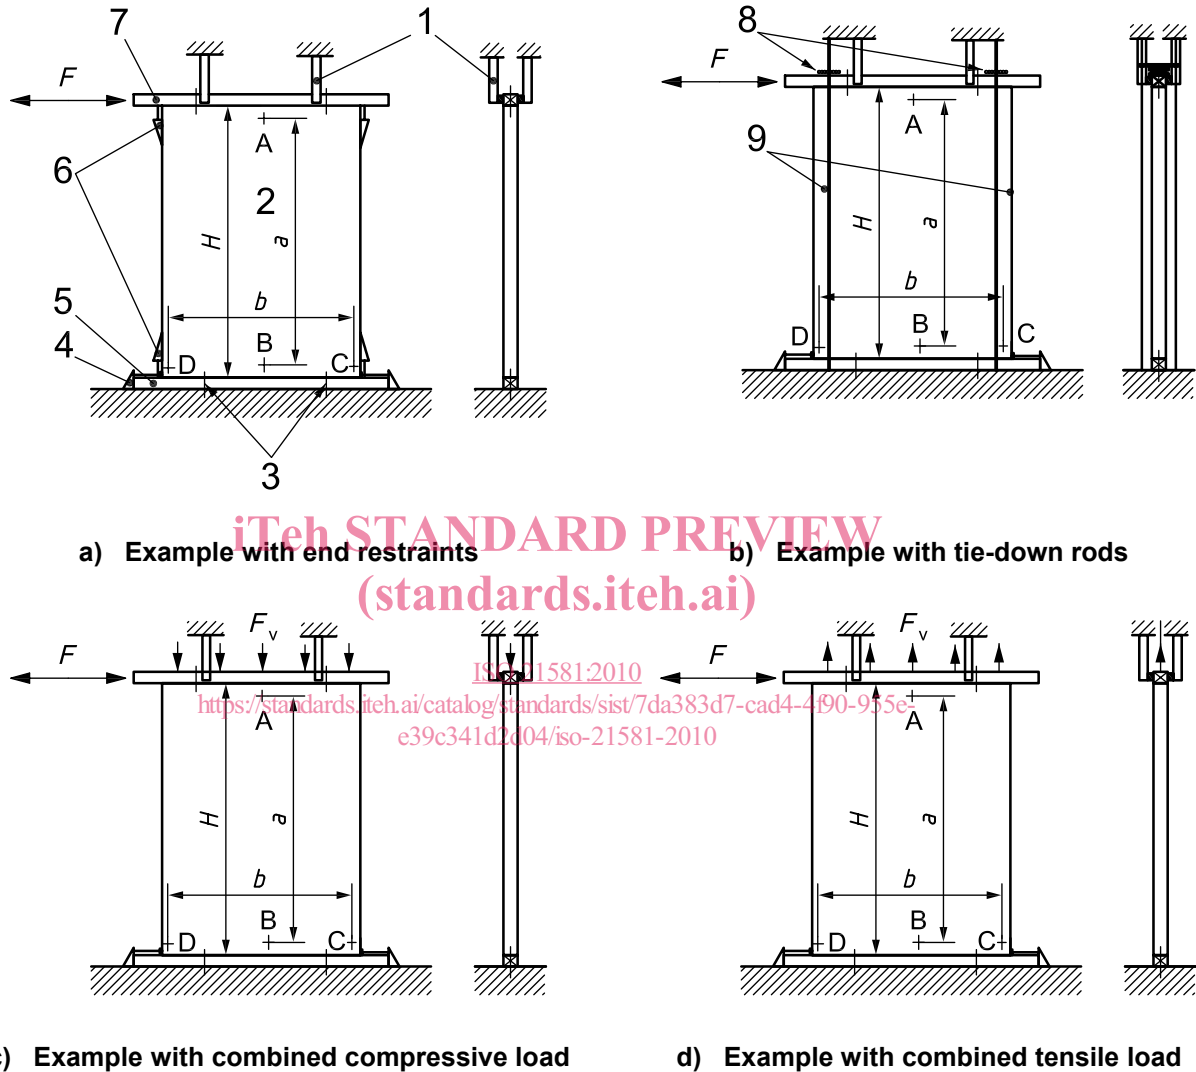 7
1
8
F
F
6
A
A
9
2
H
a
H
a
5
b
b
4
D
B
C
D
B
C
3
iTeh STANDARD PREVIEW
a) Example with end restraints
b) Example with tie-down rods
(standards.iteh.ai)
Fv
Fv
F
F
ISO 21581:2010
https://standards.iteh.ai/catalog/standards/sist/7da383d7-cad4-4f90-955e-
e39c341d2d04/iso-21581-2010
A
A
H
a
H
a
b
b
D
B
C
D
B
C
c) Example with combined compressive load
d) Example with combined tensile load